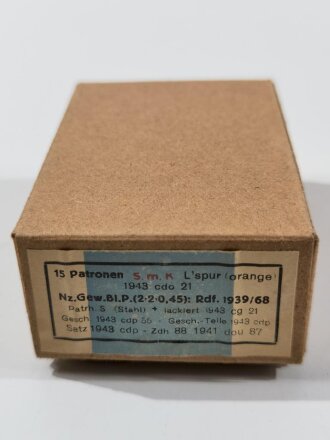 15 Patronen S.m.K L'spur (orange)
1943 cdo 21
Nz.Gew.Bl.P.(2·2·0,45): Rdf. 1939/68
Patrh. S (Stahl) + lackiert 1943 cg 21
Gesch. 1943 cdp 55 - Gesch.-Teile 1943 cdp
Satz 1943 cdp - Zdh 88 1941 dou 87